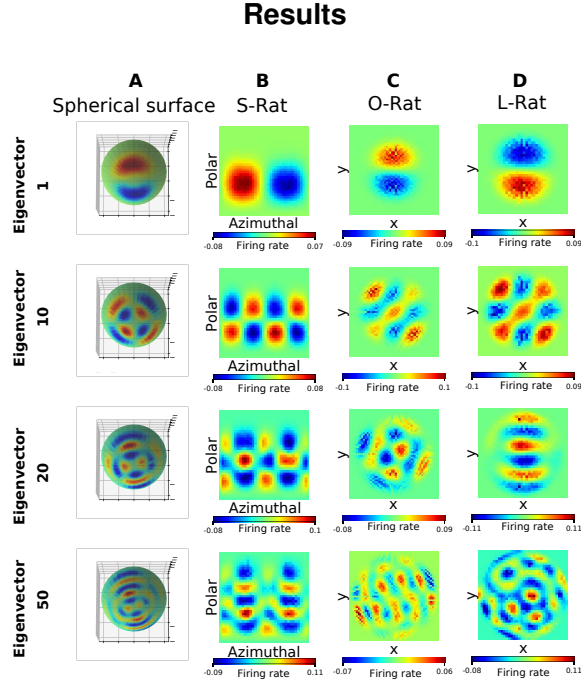 Results
A B C D
Spherical surface S-Rat O-Rat L-Rat
Eigenvector 1
Polar y y
Azimuthal x x
-0.08 Firing rate 0.07 -0.09 Firing rate 0.09 -0.1 Firing rate 0.09
Eigenvector 10
Polar y y
Azimuthal x x
-0.08 Firing rate 0.08 -0.1 Firing rate 0.1 -0.1 Firing rate 0.09
Eigenvector 20
Polar y y
Azimuthal x x
-0.08 Firing rate 0.1 -0.08 Firing rate 0.09 -0.11 Firing rate 0.11
Eigenvector 50
Polar y y
Azimuthal x x
-0.09 Firing rate 0.11 -0.07 Firing rate 0.06 -0.08 Firing rate 0.11